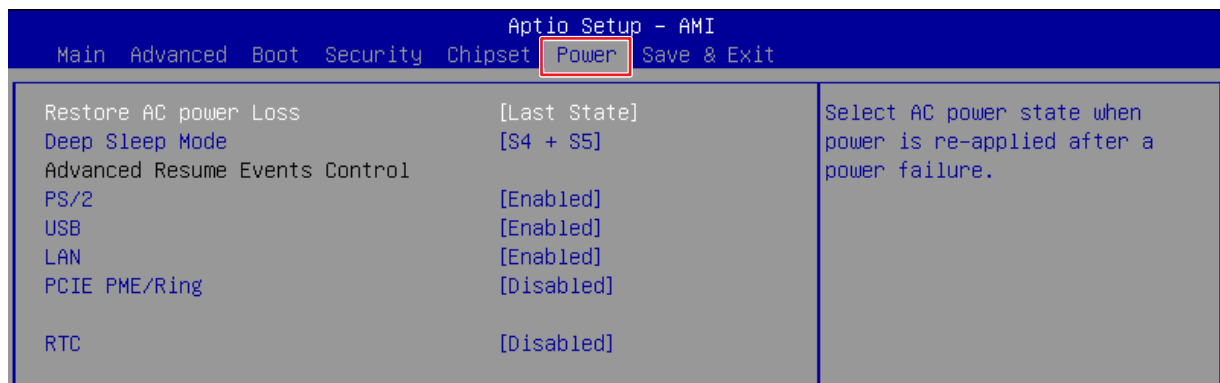 Aptio Setup – AMI
Main Advanced Boot Security Chipset Power Save & Exit
Restore AC power Loss [Last State]
Deep Sleep Mode [S4 + S5]
Advanced Resume Events Control
PS/2 [Enabled]
USB [Enabled]
LAN [Enabled]
PCIE PME/Ring [Disabled]
RTC [Disabled]
Select AC power state when
power is re-applied after a
power failure.